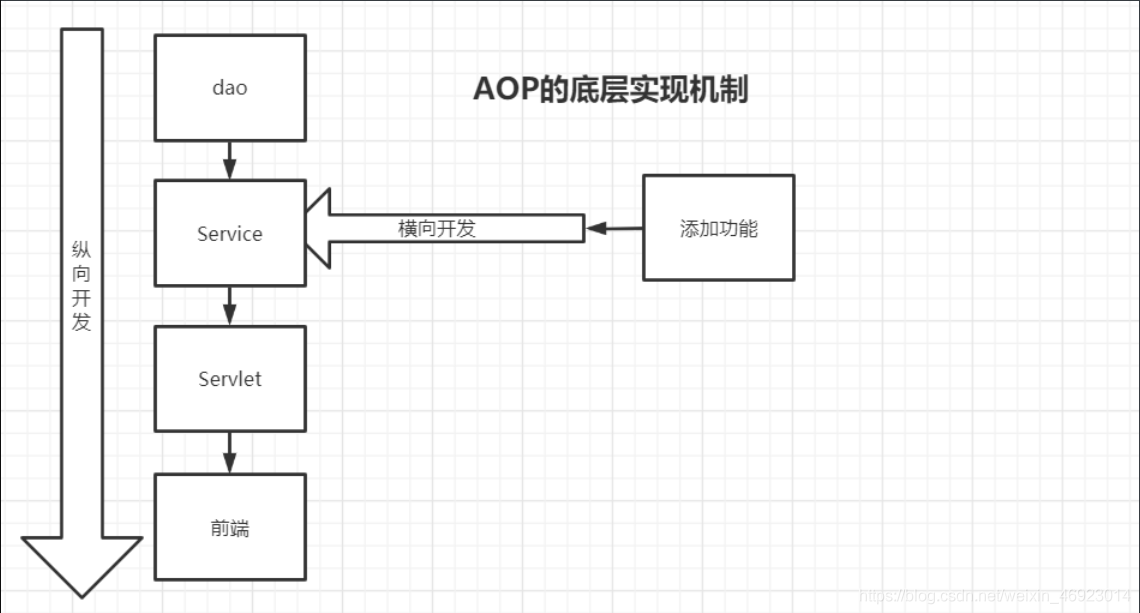 AOP的底层实现机制
dao
Service
横向开发
添加功能
纵
向
开
发
Servlet
前端
https://blog.csdn.net/weixin_46923014